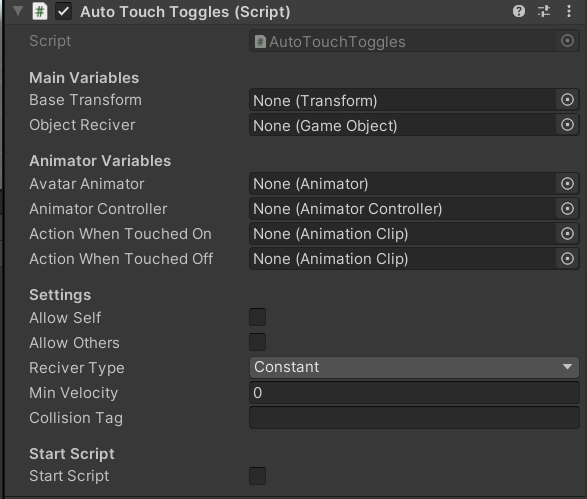 Auto Touch Toggles (Script)
Script AutoTouchToggles
Main Variables
Base Transform None (Transform)
Object Reciver None (Game Object)
Animator Variables
Avatar Animator None (Animator)
Animator Controller None (Animator Controller)
Action When Touched On None (Animation Clip)
Action When Touched Off None (Animation Clip)
Settings
Allow Self
Allow Others
Reciver Type Constant
Min Velocity 0
Collision Tag
Start Script
Start Script